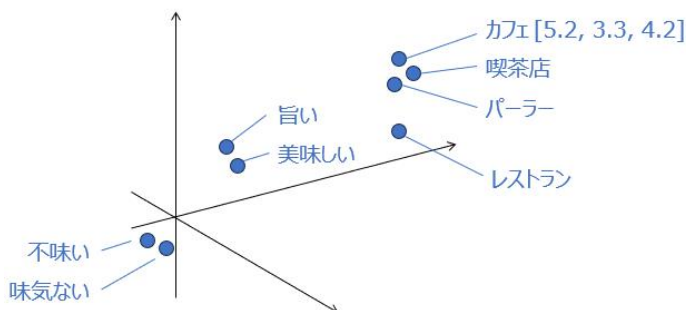 カフェ[5.2, 3.3, 4.2]
喫茶店
パーラー
旨い
美味しい
レストラン
不味い
味気ない